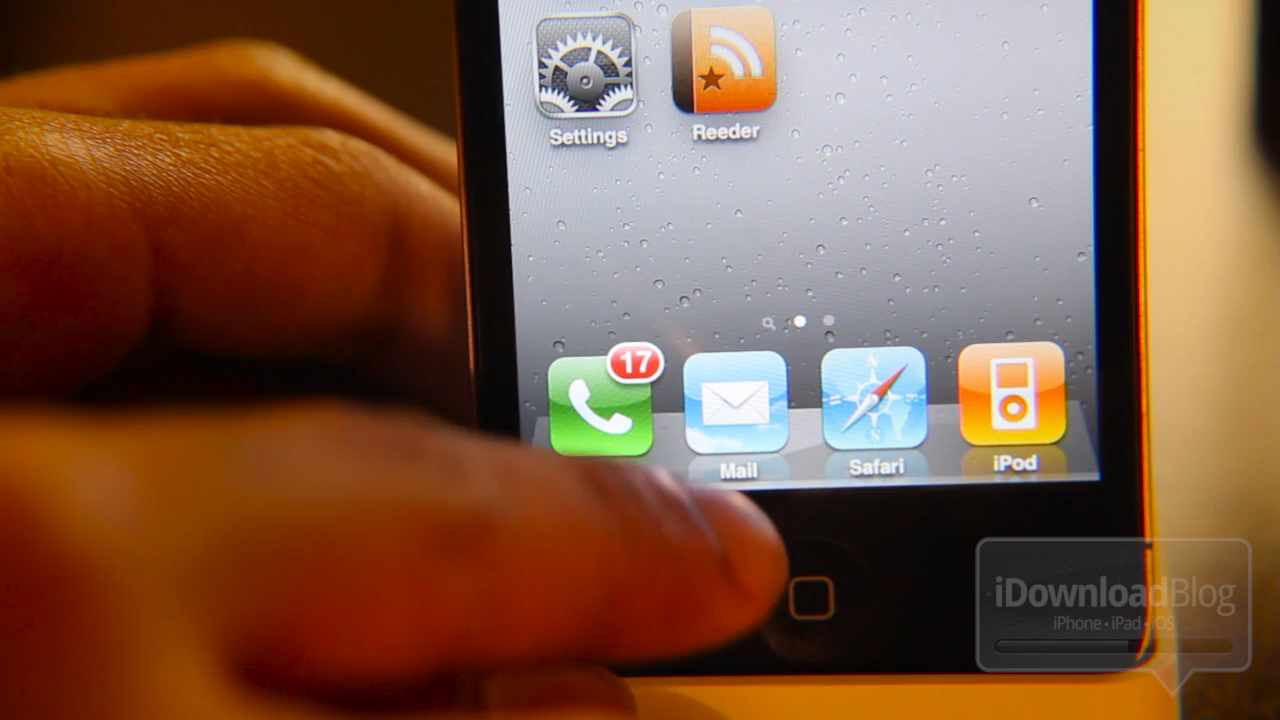 Settings
Reeder
17
Mail
Safari
iPod
iDownloadBlog
iPhone • iPad • iOS